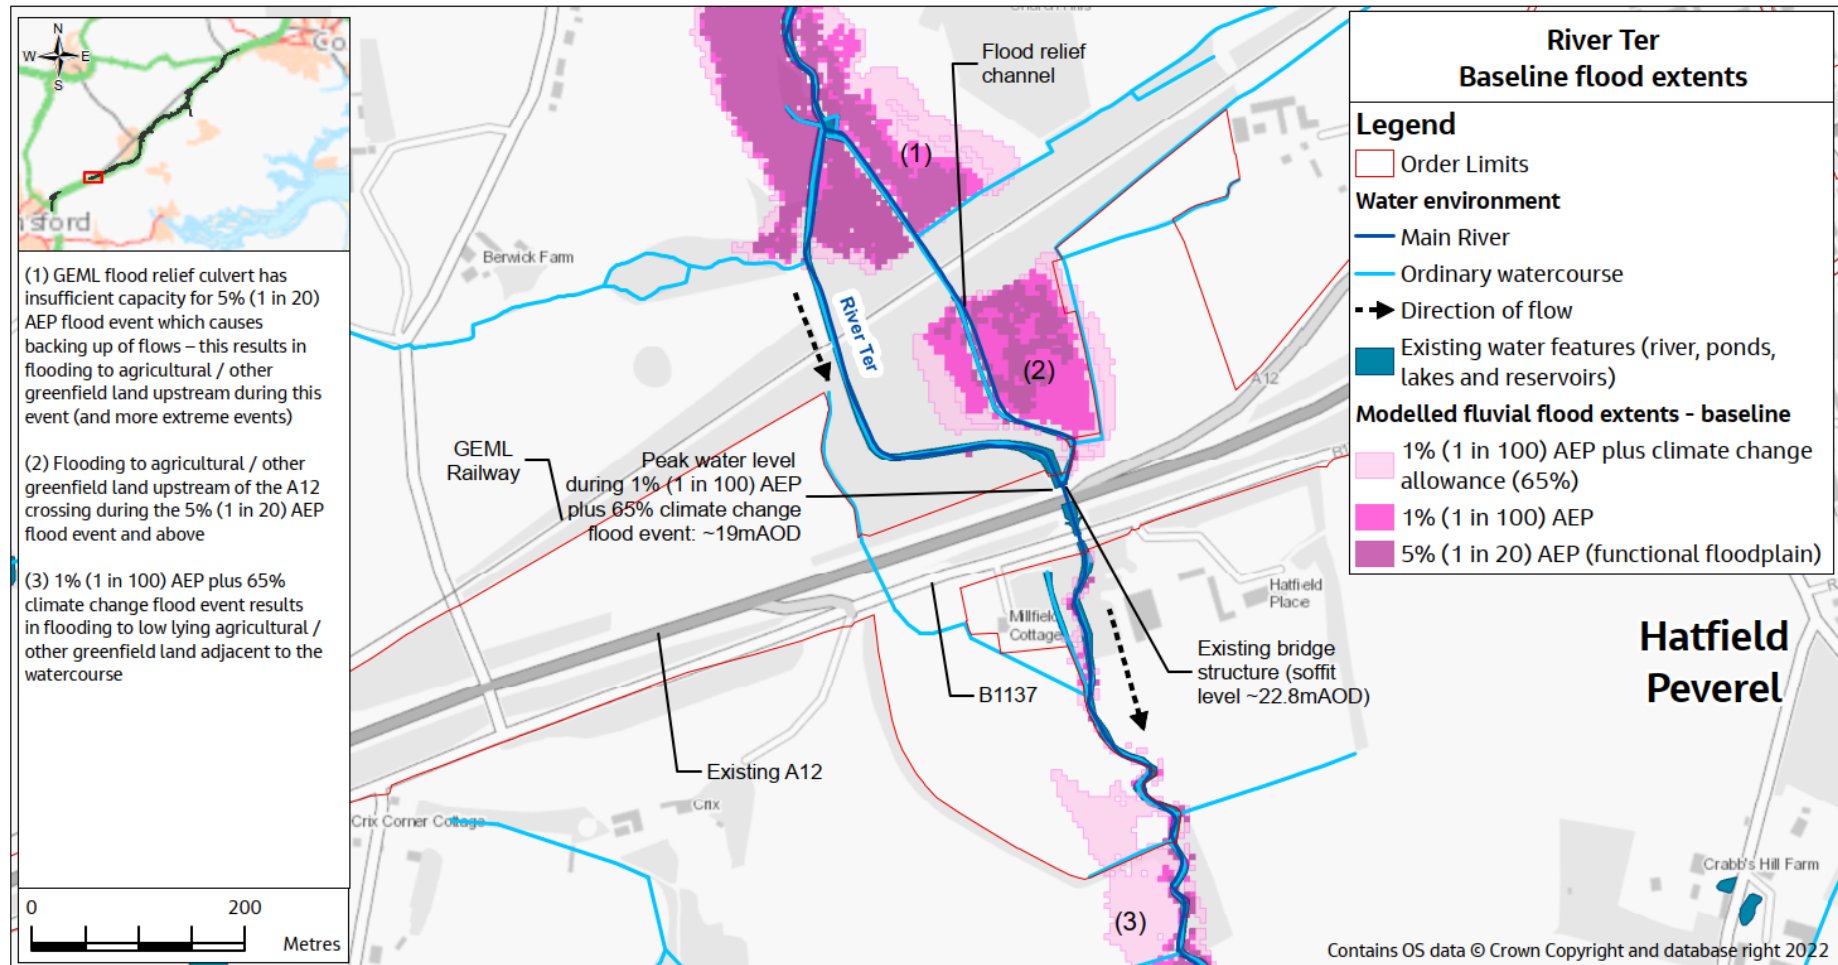 N
W
E
S
Co
nsford
(1) GEML flood relief culvert has
insufficient capacity for 5% (1 in 20)
AEP flood event which causes
backing up of flows – this results in
flooding to agricultural / other
greenfield land upstream during this
event (and more extreme events)
(2) Flooding to agricultural / other
greenfield land upstream of the A12
crossing during the 5% (1 in 20) AEP
flood event and above
(3) 1% (1 in 100) AEP plus 65%
climate change flood event results
in flooding to low lying agricultural /
other greenfield land adjacent to the
watercourse
0
200
Metres
Flood relief
channel
(1)
Berwick Farm
River Ter
(2)
A12
GEML
Railway
Peak water level
during 1% (1 in 100) AEP
plus 65% climate change
flood event: ~19mAOD
Hatfield
Place
Millfield
Cottage
Existing bridge
structure (soffit
level ~22.8mAOD)
B1137
Existing A12
Crix
Crix Corner Cottage
(3)
Hatfield
Peverel
Crabb's Hill Farm
River Ter
Baseline flood extents
Legend
Order Limits
Water environment
Main River
Ordinary watercourse
Direction of flow
Existing water features (river, ponds,
lakes and reservoirs)
Modelled fluvial flood extents - baseline
1% (1 in 100) AEP plus climate change
allowance (65%)
1% (1 in 100) AEP
5% (1 in 20) AEP (functional floodplain)
Contains OS data © Crown Copyright and database right 2022